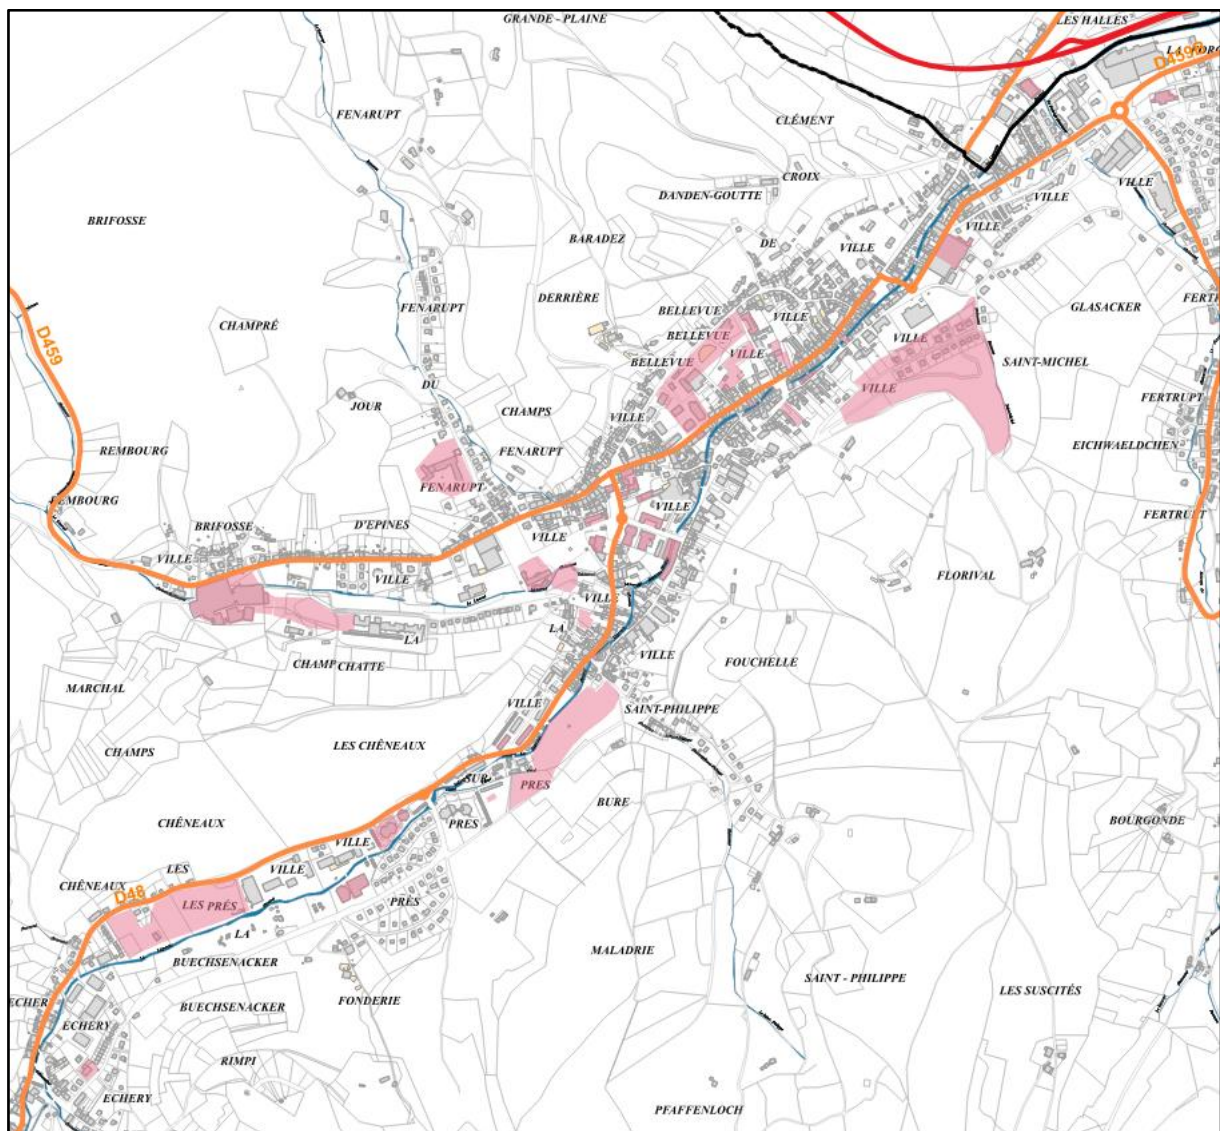 GRANDE - PLAINE
LES HALLES
D459B
FENARUPT
CLÉMENT
CROIX
VILLE
DANDEN-GOUTTE
VILLE
BRIFOSSE
VILLE
BARADEZ
DE
VILLE
DERRIÈRE
FENARUPT
BELLEVUE
GLASACKER
CHAMPRÉ
VILLE
D459
BELLEVUE
VILLE
VILLE
BELLEVUE
SAINT-MICHEL
DU
VILLE
JOUR
CHAMPS
VILLE
FERTRUPT
REMBOURG
FENARUPT
EICHWAELDCHEN
FENARUPT
REMBOURG
VILLE
FERTRUPT
BRIFOSSE
D'EPINES
VILLE
VILLE
VILLE
FLORIVAL
VILLE
LA
LA
CHAMP
CHATTE
VILLE
FOUCHELLE
MARCHAL
VILLE
SAINT-PHILIPPE
CHAMPS
LES CHÊNEAUX
SUR
PRES
BURE
CHÊNEAUX
PRES
BOURGONDE
VILLE
LES
VILLE
CHÊNEAUX
D48
LES PRÉS
PRÈS
LA
MALADRIE
BUECHSENACKER
SAINT - PHILIPPE
LES SUSCITÉS
FONDERIE
BUECHSENACKER
ECHERY
RIMPI
ECHERY
PFAFFENLOCH